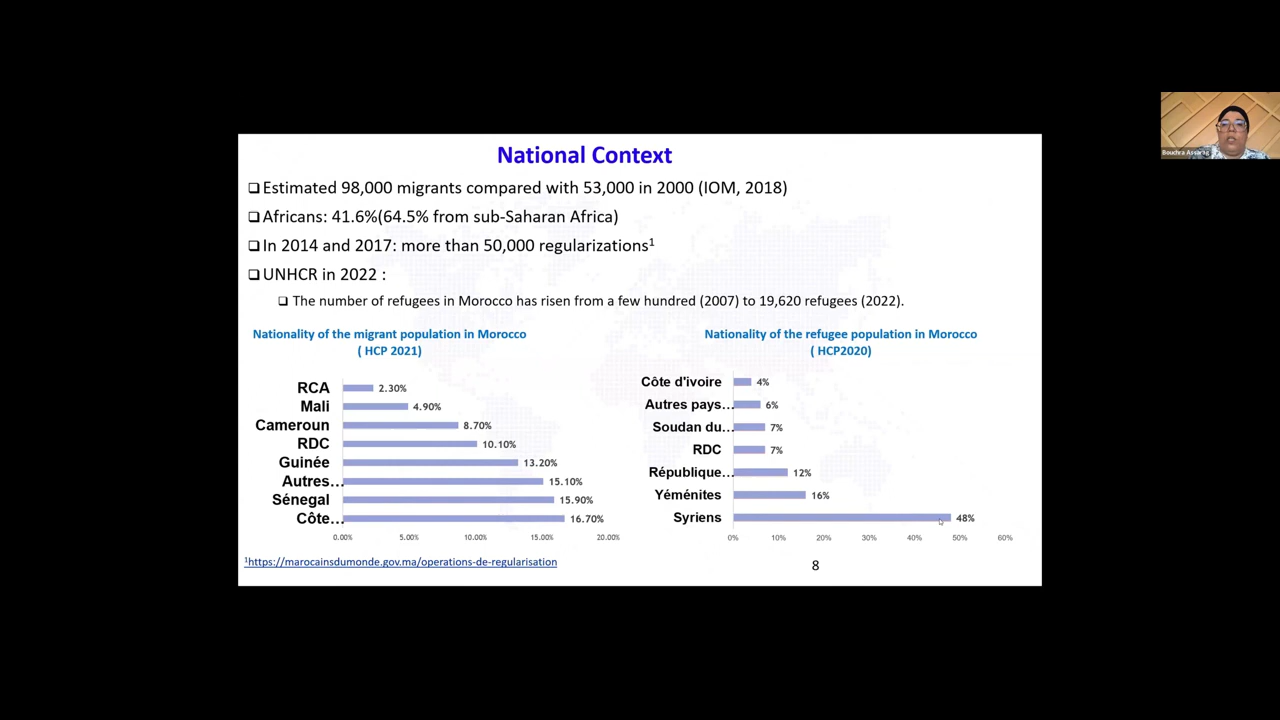 National Context
❑Estimated 98,000 migrants compared with 53,000 in 2000 (IOM, 2018)
❑Africans: 41.6%(64.5% from sub-Saharan Africa)
❑In 2014 and 2017: more than 50,000 regularizations¹
❑UNHCR in 2022 :
❑ The number of refugees in Morocco has risen from a few hundred (2007) to 19,620 refugees (2022).
Nationality of the migrant population in Morocco
( HCP 2021)
RCA 2.30%
Mali 4.90%
Cameroun 8.70%
RDC 10.10%
Guinée 13.20%
Autres... 15.10%
Sénegal 15.90%
Côte... 16.70%
0.00% 5.00% 10.00% 15.00% 20.00%
Nationality of the refugee population in Morocco
( HCP2020)
Côte d'ivoire 4%
Autres pays... 6%
Soudan du... 7%
RDC 7%
République... 12%
Yéménites 16%
Syriens 48%
0% 10% 20% 30% 40% 50% 60%
¹https://marocainsdumonde.gov.ma/operations-de-regularisation
8
Bouchra Assarag